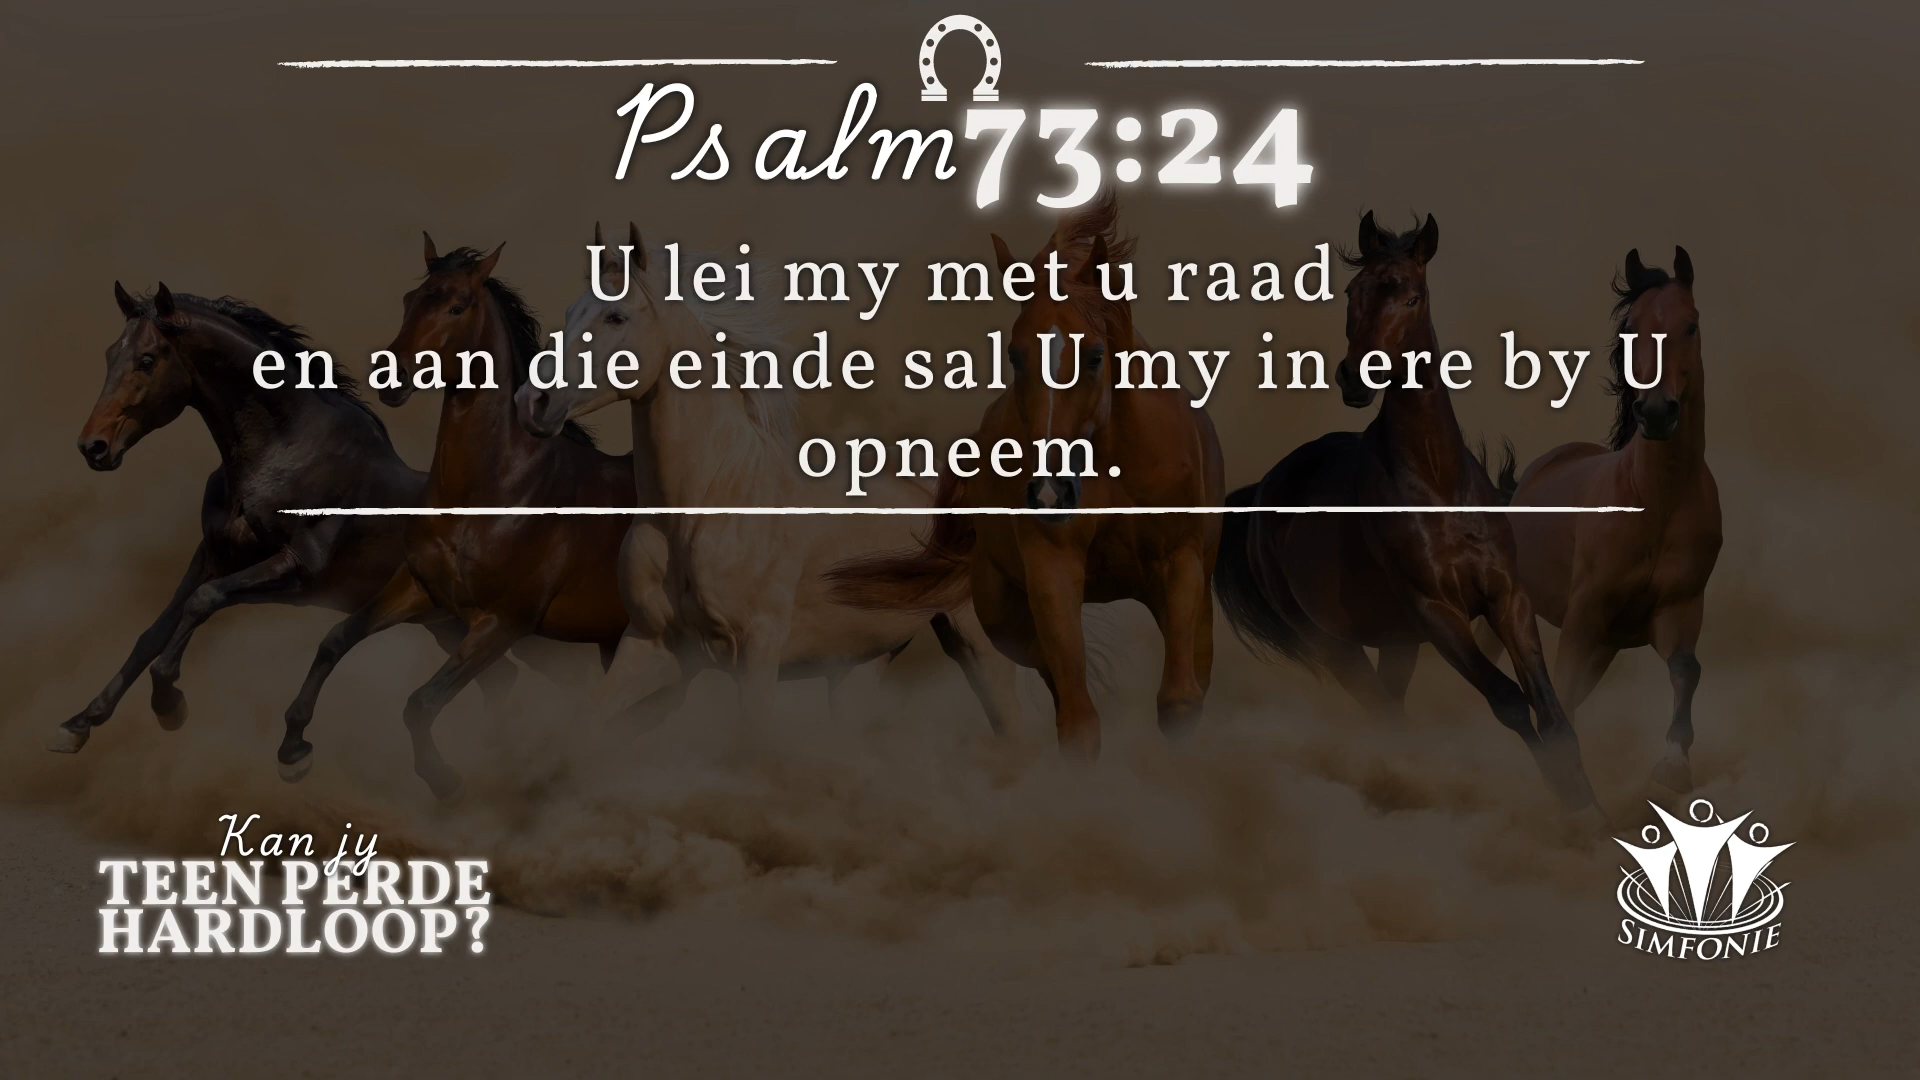 Psalm 73:24
U lei my met u raad
en aan die einde sal U my in ere by U
opneem.
Kan jy
TEEN PERDE
HARDLOOP?
SIMFONIE